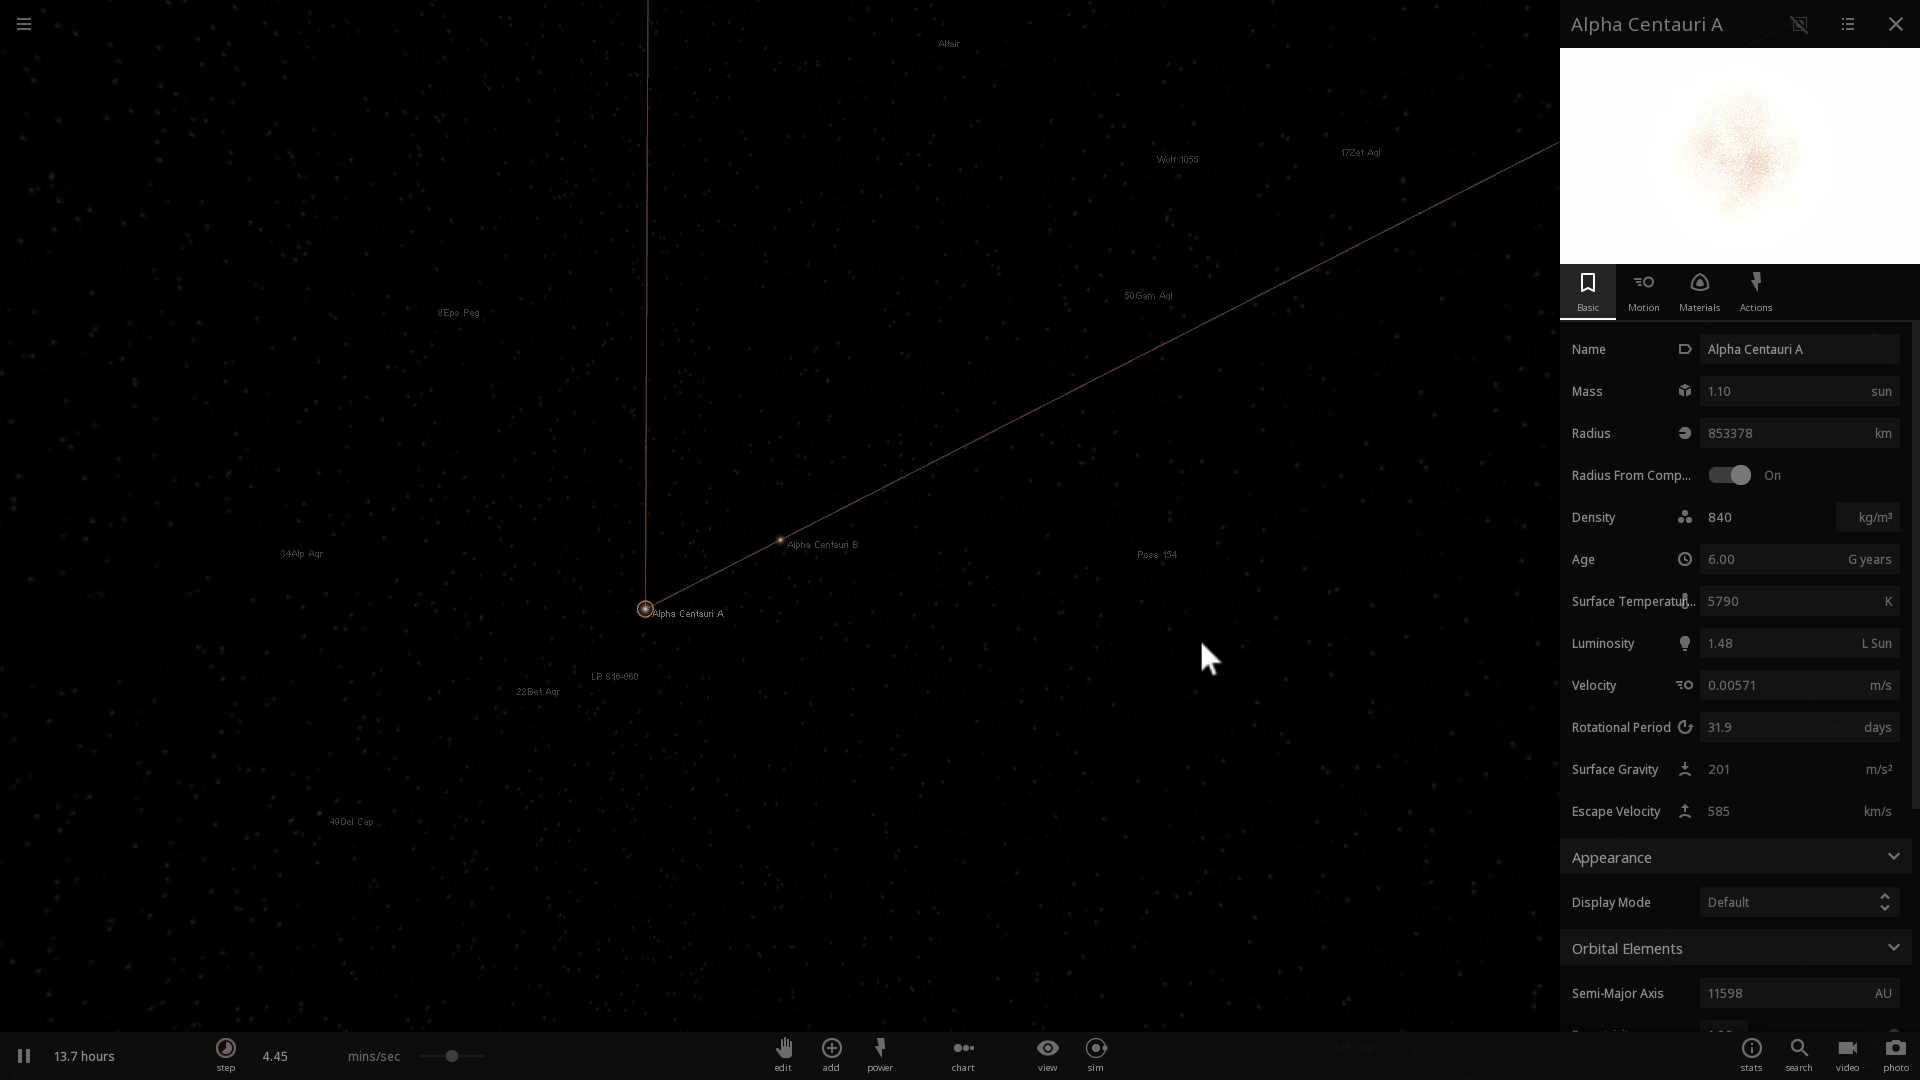 Alpha Centauri A
Altair
Wolf 1055
17Zet Aql
50Gam Aql
8Eps Peg
34Alp Aqr
Alpha Centauri B
Ross 154
Alpha Centauri A
LP 816-060
22Bet Aqr
49Del Cap
Basic
Motion
Materials
Actions
Name Alpha Centauri A
Mass 1.10 sun
Radius 853378 km
Radius From Comp... On
Density 840 kg/m³
Age 6.00 G years
Surface Temperatur... 5790 K
Luminosity 1.48 L Sun
Velocity 0.00571 m/s
Rotational Period 31.9 days
Surface Gravity 201 m/s²
Escape Velocity 585 km/s
Appearance
Display Mode Default
Orbital Elements
Semi-Major Axis 11598 AU
13.7 hours
step
4.45 mins/sec
edit
add
power
chart
view
sim
stats
search
video
photo